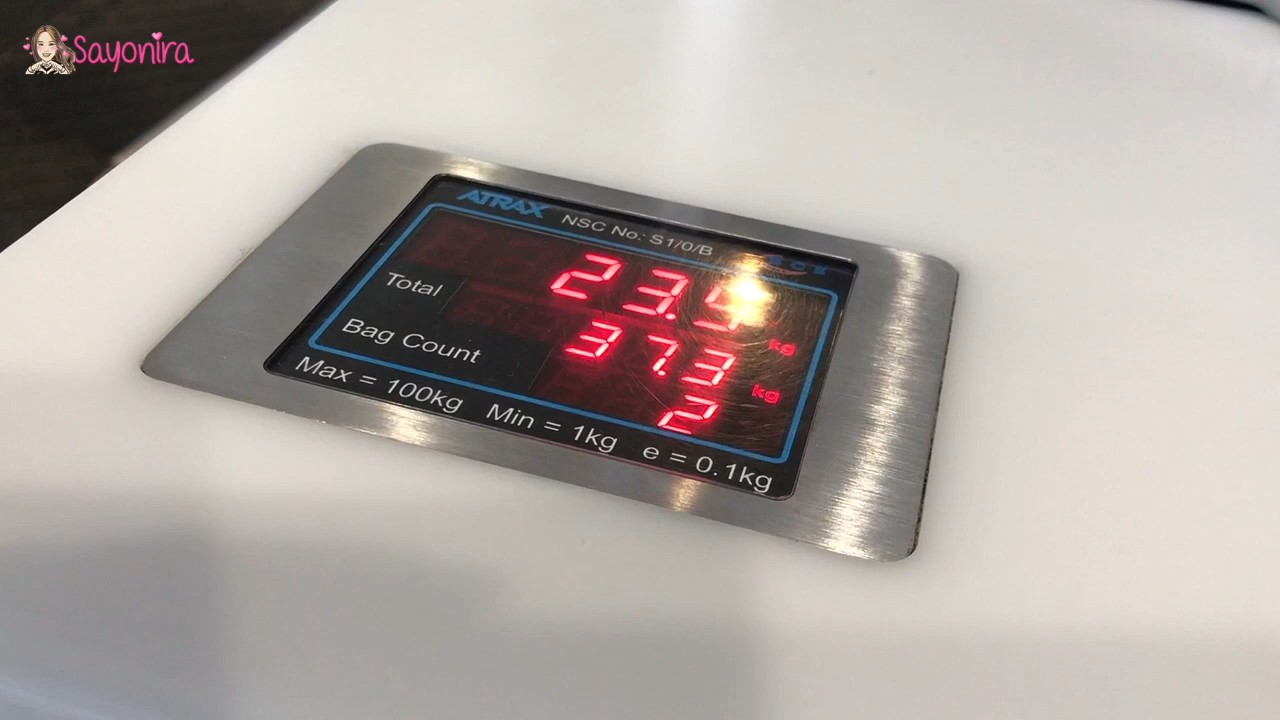 Sayonira
ATRAX NSC No.: S1/0/B
23.5 kg
Total 37.3 kg
Bag Count 2
Max = 100kg Min = 1kg e = 0.1kg